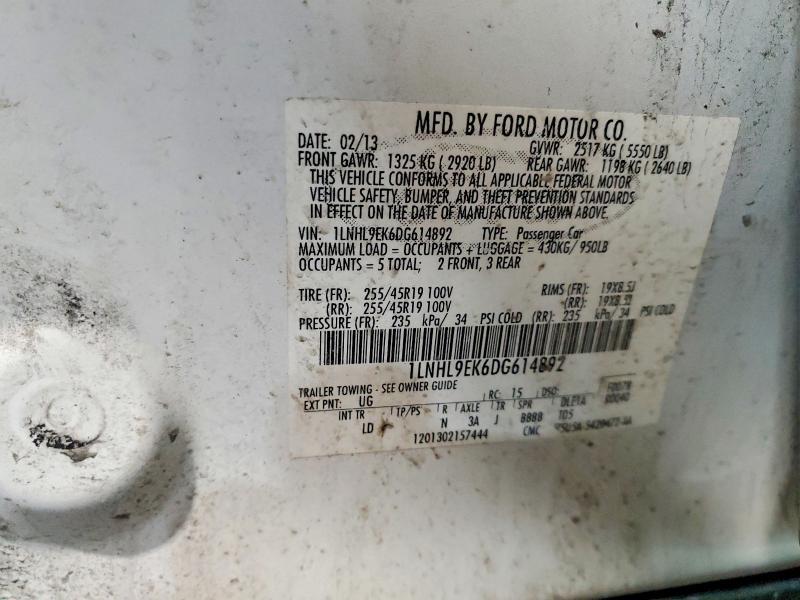 MFD. BY FORD MOTOR CO.
DATE: 02/13 GVWR: 2517 KG ( 5550 LB)
FRONT GAWR: 1325 KG ( 2920 LB) REAR GAWR: 1198 KG ( 2640 LB)
THIS VEHICLE CONFORMS TO ALL APPLICABLE FEDERAL MOTOR
VEHICLE SAFETY, BUMPER, AND THEFT PREVENTION STANDARDS
IN EFFECT ON THE DATE OF MANUFACTURE SHOWN ABOVE.
VIN: 1LNHL9EK6DG614892 TYPE: Passenger Car
MAXIMUM LOAD = OCCUPANTS + LUGGAGE = 430KG/ 950LB
OCCUPANTS = 5 TOTAL; 2 FRONT, 3 REAR
TIRE (FR): 255/45R19 100V RIMS (FR): 19X8.5J
(RR): 255/45R19 100V (RR): 19X8.5J
PRESSURE (FR): 235 kPa/ 34 PSI COLD (RR): 235 kPa/ 34 PSI COLD
1LNHL9EK6DG614892
TRAILER TOWING - SEE OWNER GUIDE
EXT PNT: UG RC: 15 DSO: F0078
INT TR TP/PS R AXLE TR SPR DLETA 80040
LD N 3A J BBBB TD5
1201302157444 CMC